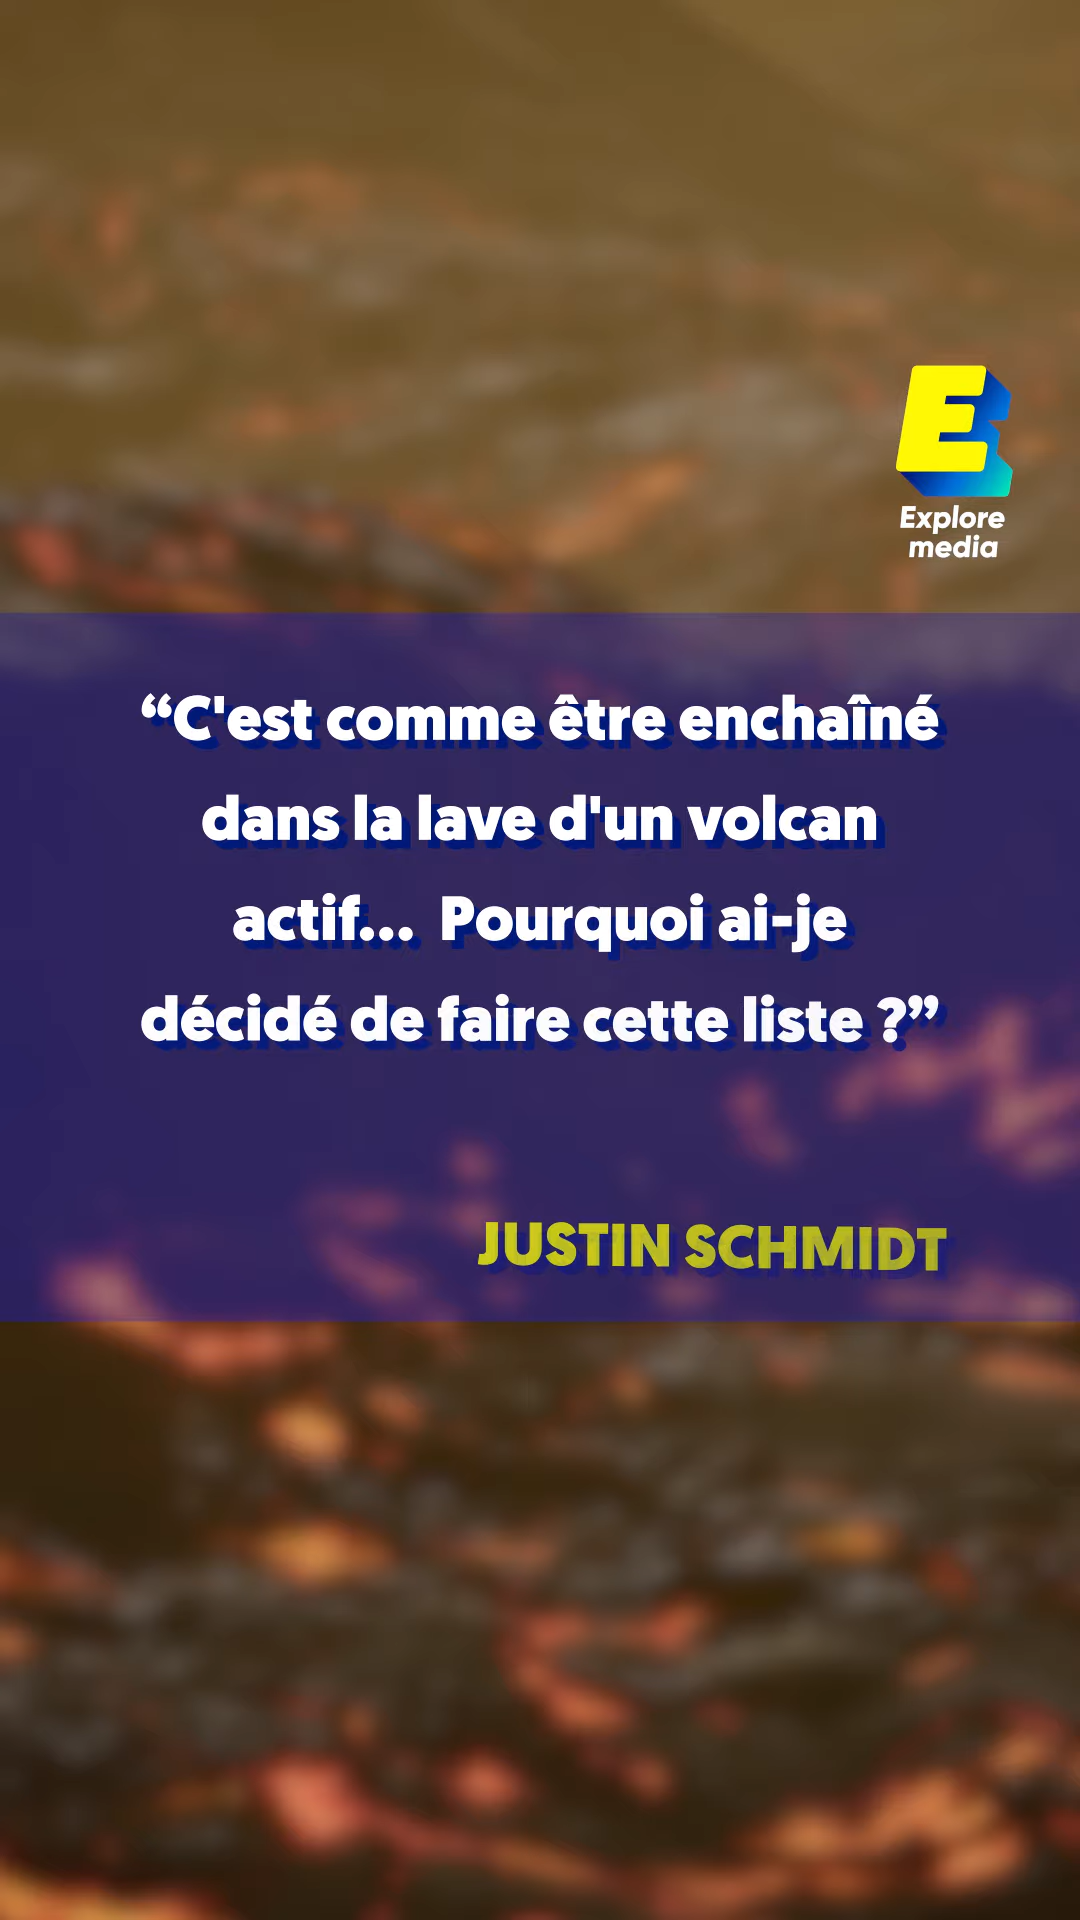 E
Explore
media
“C'est comme être enchaîné
dans la lave d'un volcan
actif... Pourquoi ai-je
décidé de faire cette liste ?”
JUSTIN SCHMIDT